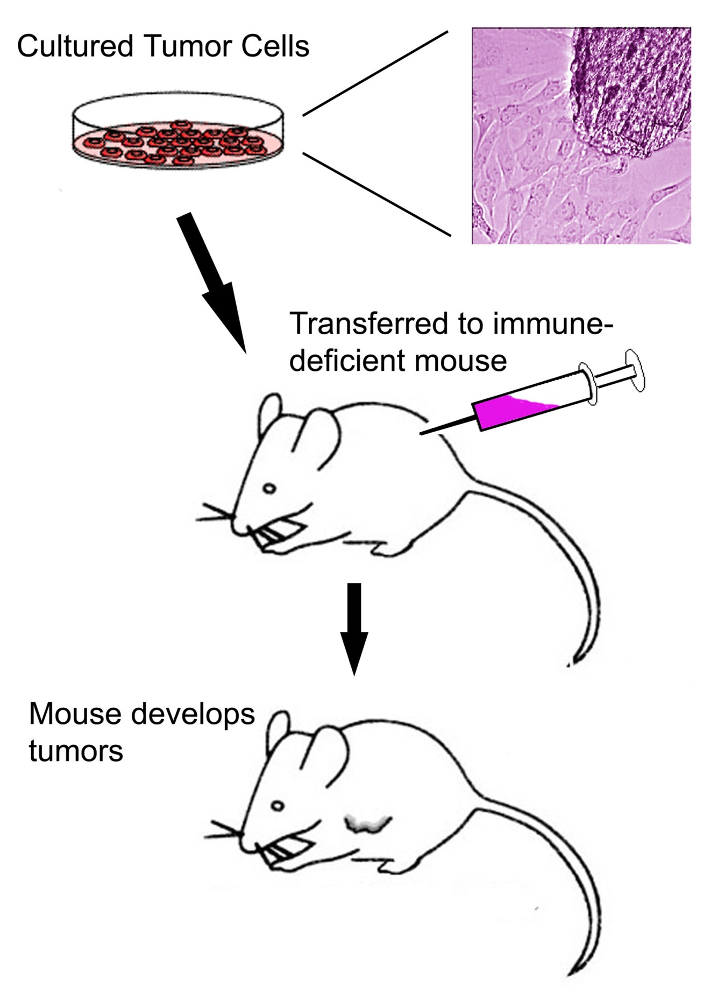 Cultured Tumor Cells
Transferred to immune-
deficient mouse
Mouse develops
tumors